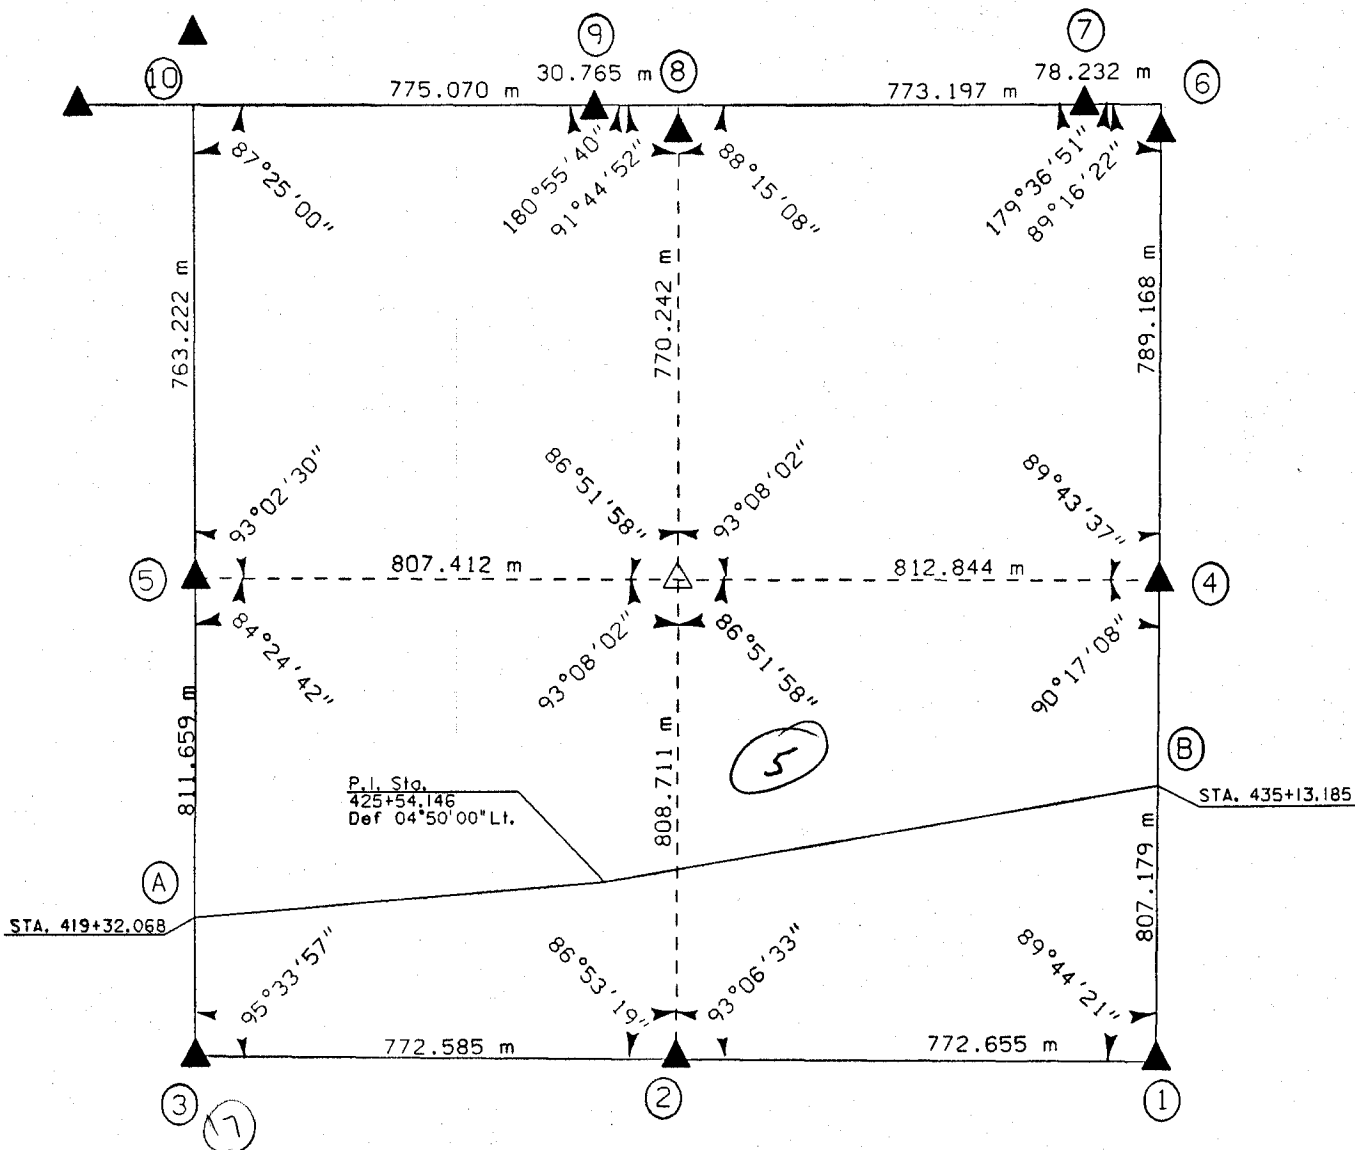 9
7
10
30.765 m
8
78.232 m
6
775.070 m
773.197 m
87°25'00"
180°55'40"
91°44'52"
88°15'08"
179°36'51"
89°16'22"
763.222 m
770.242 m
789.168 m
93°02'30"
86°51'58"
93°08'02"
89°43'37"
5
807.412 m
812.844 m
4
84°24'42"
93°08'02"
86°51'58"
90°17'08"
811.659 m
808.711 m
5
B
P.I. Sta.
425+54.146
Def 04°50'00" Lt.
STA. 435+13.185
807.179 m
A
STA. 419+32.068
95°33'57"
86°53'19"
93°06'33"
89°44'21"
772.585 m
772.655 m
3
2
1
7